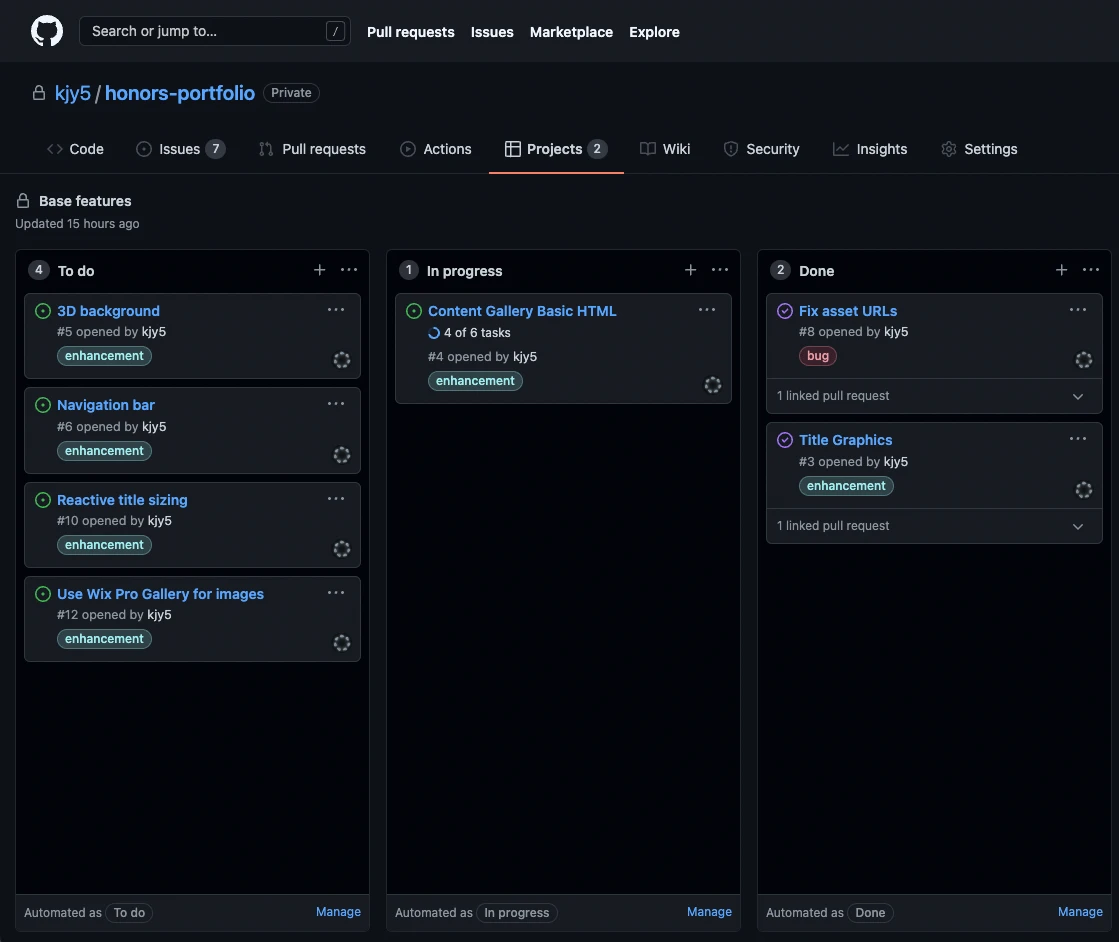 Search or jump to... /
Pull requests Issues Marketplace Explore
kjy5 / honors-portfolio Private
Code Issues 7 Pull requests Actions Projects 2 Wiki Security Insights Settings
Base features
Updated 15 hours ago
4 To do
3D background
#5 opened by kjy5
enhancement
Navigation bar
#6 opened by kjy5
enhancement
Reactive title sizing
#10 opened by kjy5
enhancement
Use Wix Pro Gallery for images
#12 opened by kjy5
enhancement
Automated as To do Manage
1 In progress
Content Gallery Basic HTML
4 of 6 tasks
#4 opened by kjy5
enhancement
Automated as In progress Manage
2 Done
Fix asset URLs
#8 opened by kjy5
bug
1 linked pull request
Title Graphics
#3 opened by kjy5
enhancement
1 linked pull request
Automated as Done Manage